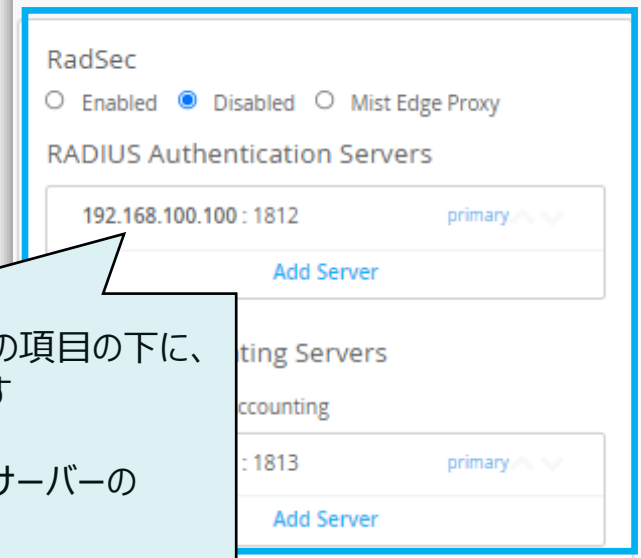 RadSec
Enabled Disabled Mist Edge Proxy
RADIUS Authentication Servers
192.168.100.100 : 1812 primary
Add Server
の項目の下に、
ting Servers
ccounting
サーバーの
: 1813 primary
Add Server